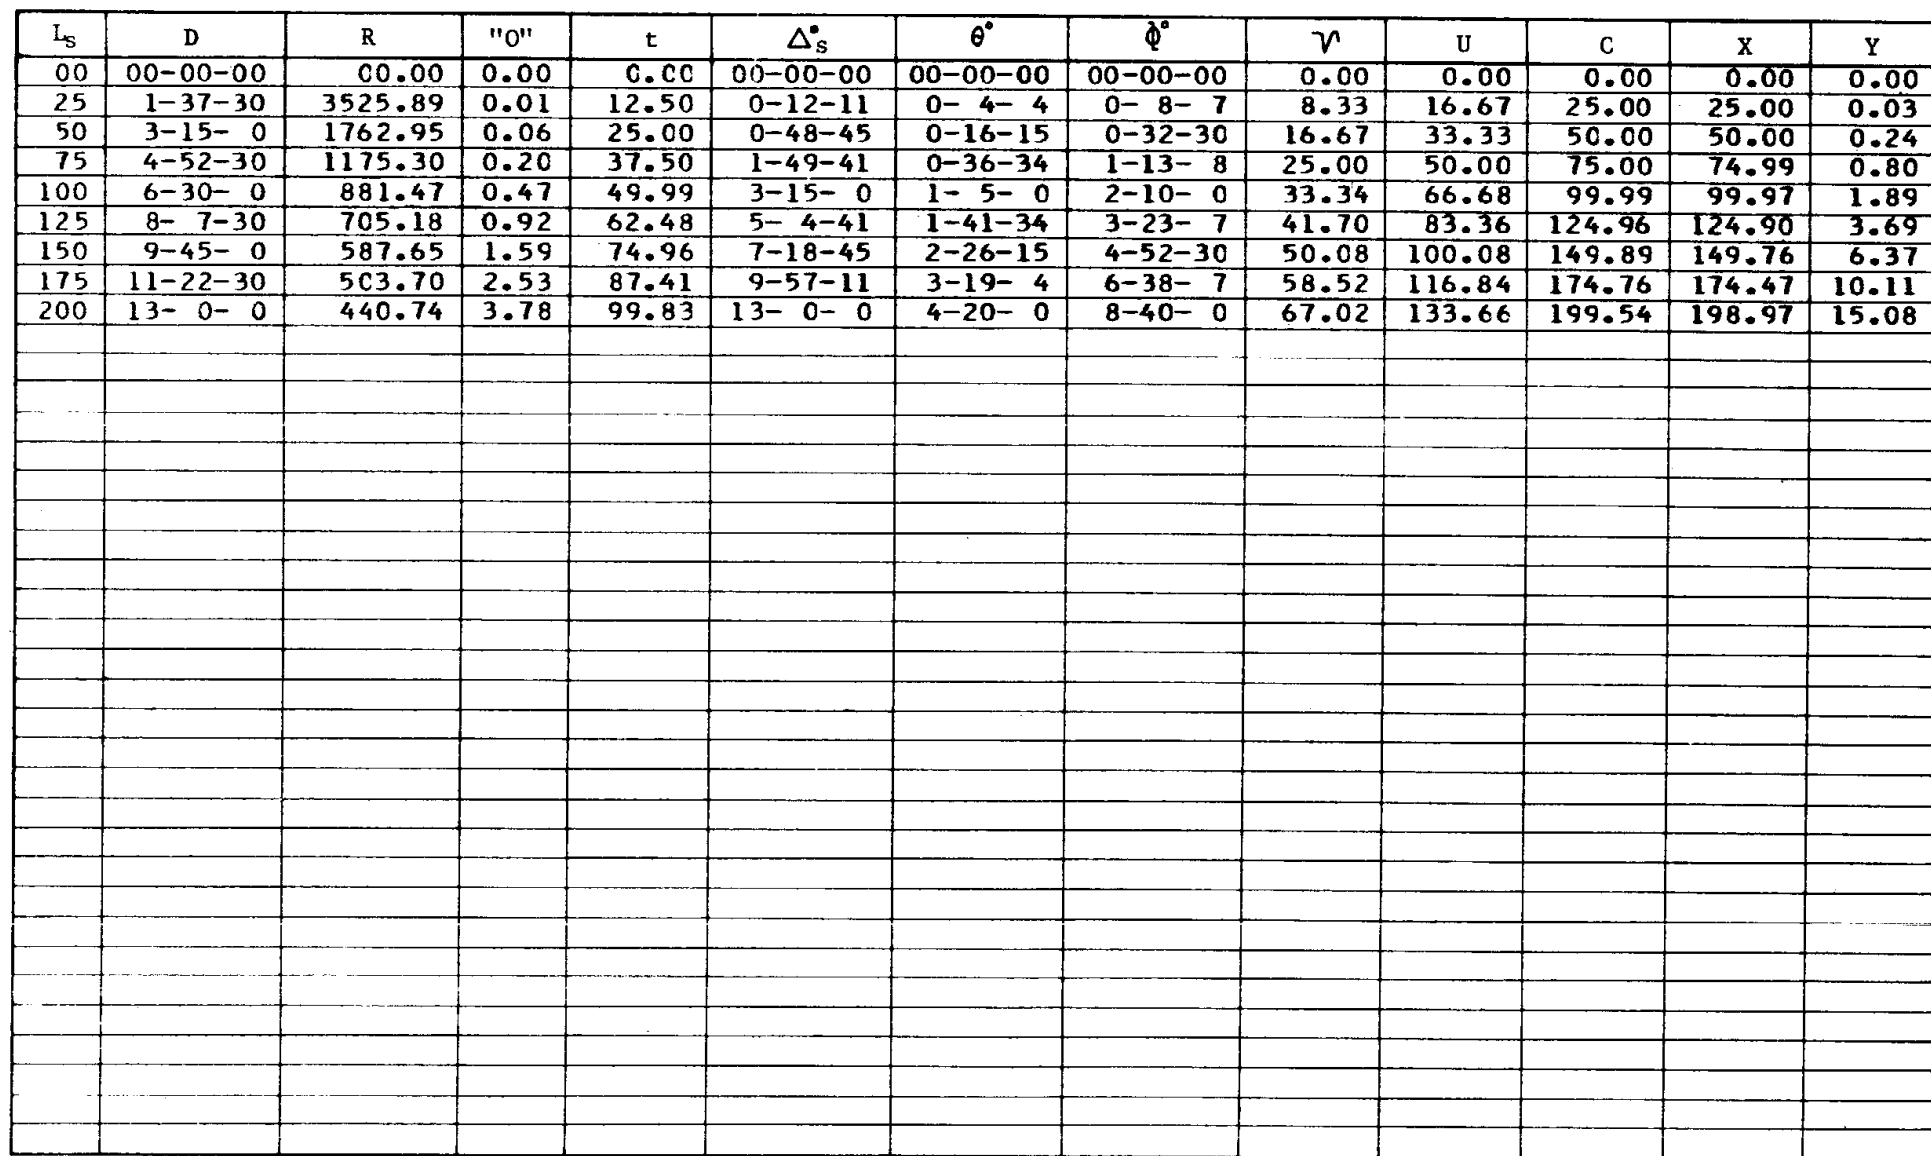 Ls D R "O" t Δ°s θ° Φ° V U C X Y
00 00-00-00 00.00 0.00 0.00 00-00-00 00-00-00 00-00-00 0.00 0.00 0.00 0.00 0.00
25 1-37-30 3525.89 0.01 12.50 0-12-11 0- 4- 4 0- 8- 7 8.33 16.67 25.00 25.00 0.03
50 3-15- 0 1762.95 0.06 25.00 0-48-45 0-16-15 0-32-30 16.67 33.33 50.00 50.00 0.24
75 4-52-30 1175.30 0.20 37.50 1-49-41 0-36-34 1-13- 8 25.00 50.00 75.00 74.99 0.80
100 6-30- 0 881.47 0.47 49.99 3-15- 0 1- 5- 0 2-10- 0 33.34 66.68 99.99 99.97 1.89
125 8- 7-30 705.18 0.92 62.48 5- 4-41 1-41-34 3-23- 7 41.70 83.36 124.96 124.90 3.69
150 9-45- 0 587.65 1.59 74.96 7-18-45 2-26-15 4-52-30 50.08 100.08 149.89 149.76 6.37
175 11-22-30 503.70 2.53 87.41 9-57-11 3-19- 4 6-38- 7 58.52 116.84 174.76 174.47 10.11
200 13- 0- 0 440.74 3.78 99.83 13- 0- 0 4-20- 0 8-40- 0 67.02 133.66 199.54 198.97 15.08